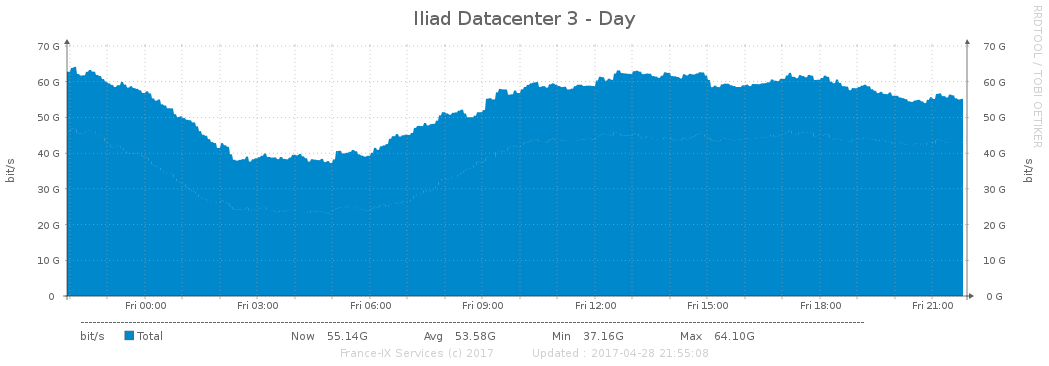 Iliad Datacenter 3 - Day
RRDTOOL / TOBI OETIKER
70 G 70 G
60 G 60 G
50 G 50 G
40 G 40 G
30 G 30 G
20 G 20 G
10 G 10 G
0 0 G
bit/s bit/s
Fri 00:00 Fri 03:00 Fri 06:00 Fri 09:00 Fri 12:00 Fri 15:00 Fri 18:00 Fri 21:00
bit/s Total Now 55.14G Avg 53.58G Min 37.16G Max 64.10G
France-IX Services (c) 2017 Updated : 2017-04-28 21:55:08